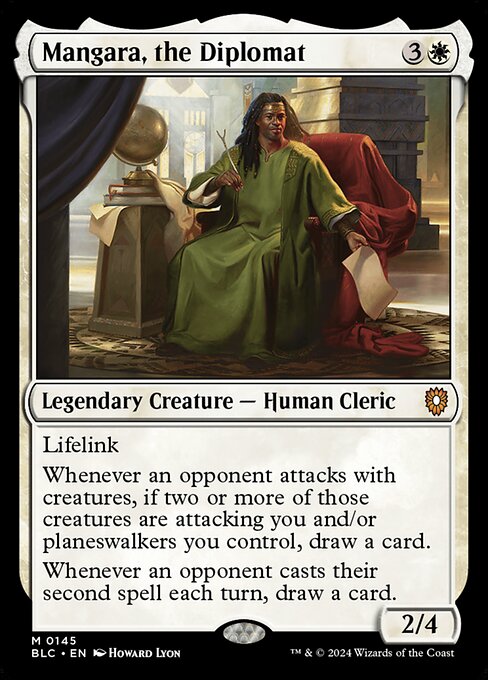 Mangara, the Diplomat 3
Legendary Creature — Human Cleric
Lifelink
Whenever an opponent attacks with
creatures, if two or more of those
creatures are attacking you and/or
planeswalkers you control, draw a card.
Whenever an opponent casts their
second spell each turn, draw a card.
2/4
M 0145
BLC • EN Howard Lyon ™ & © 2024 Wizards of the Coast